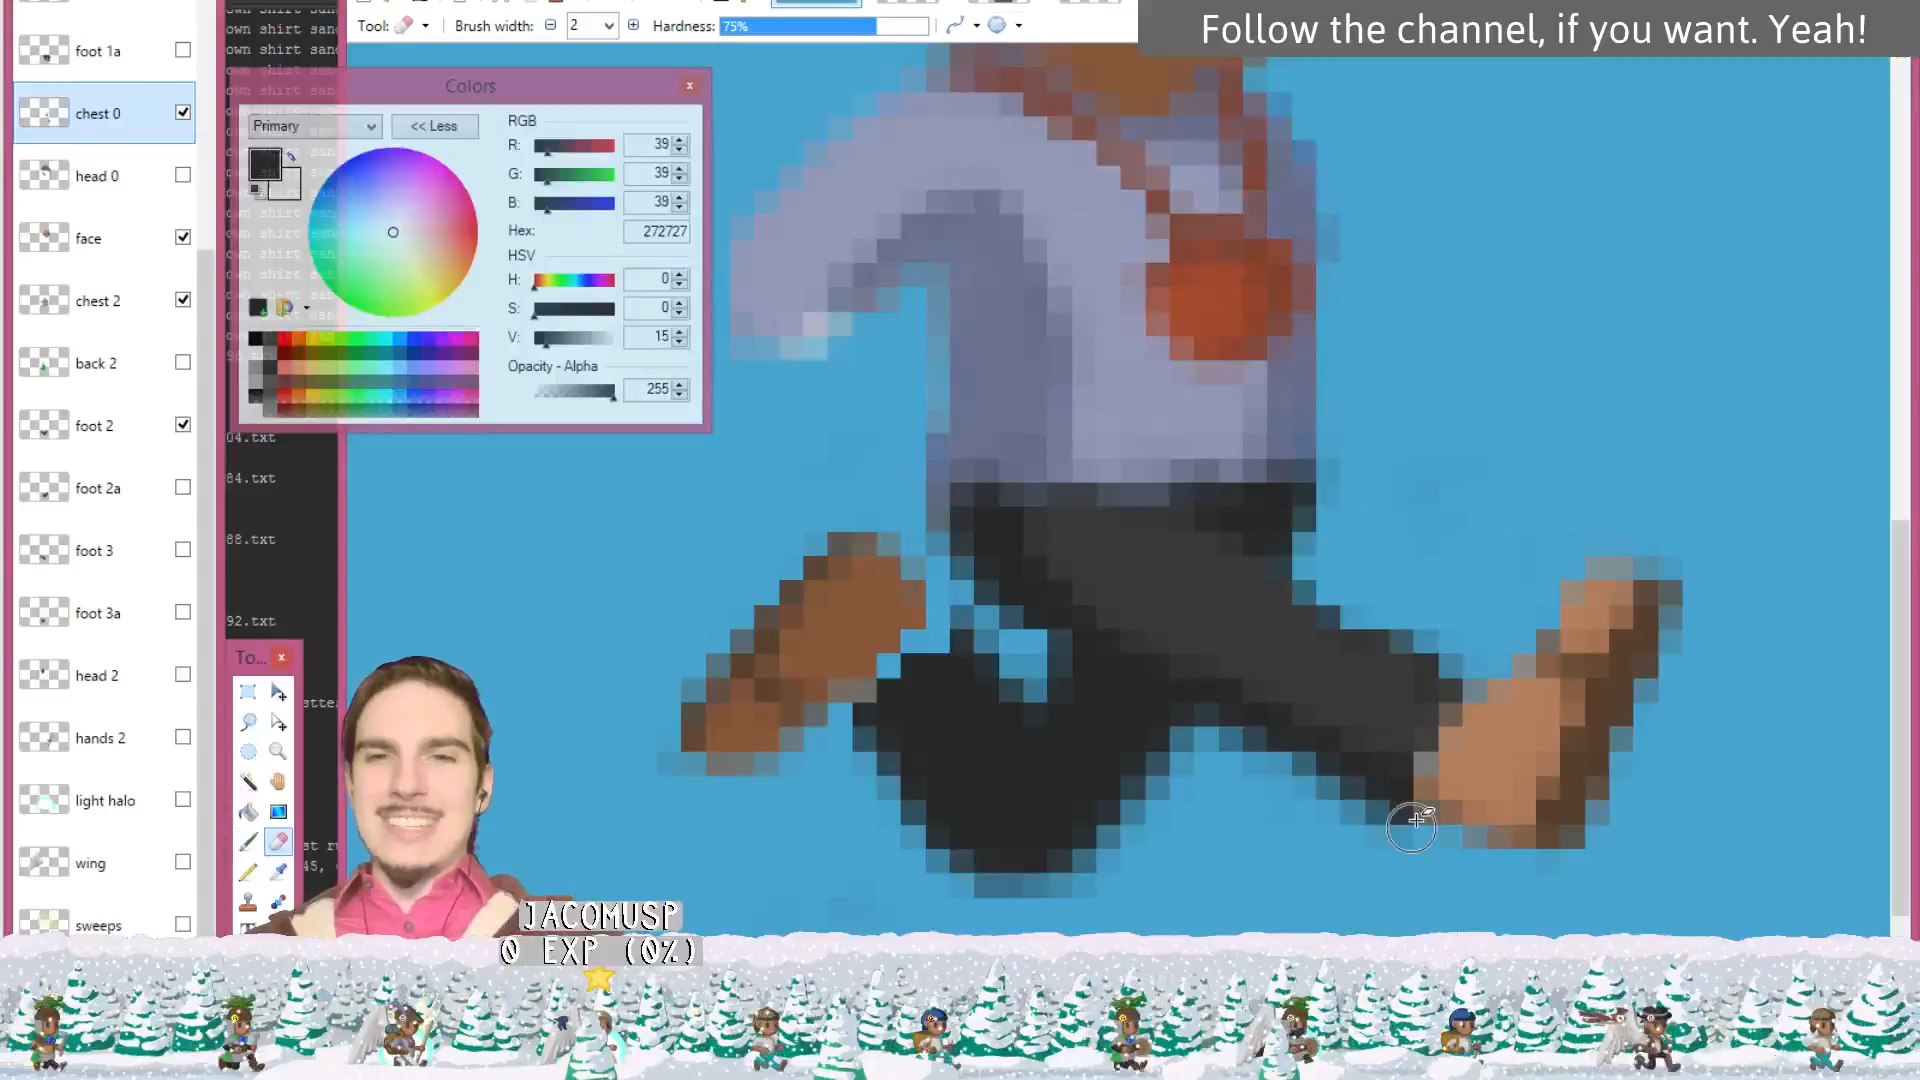 Follow the channel, if you want. Yeah!
Tool:
Brush width:
2
Hardness:
75%
foot 1a
chest 0
head 0
face
chest 2
back 2
foot 2
foot 2a
foot 3
foot 3a
head 2
hands 2
light halo
wing
sweeps
Colors
Primary
<< Less
RGB
R:
39
G:
39
B:
39
Hex:
272727
HSV
H:
0
S:
0
V:
15
Opacity - Alpha
255
04.txt
84.txt
88.txt
92.txt
To...
JACOMUSP
0 EXP (0%)